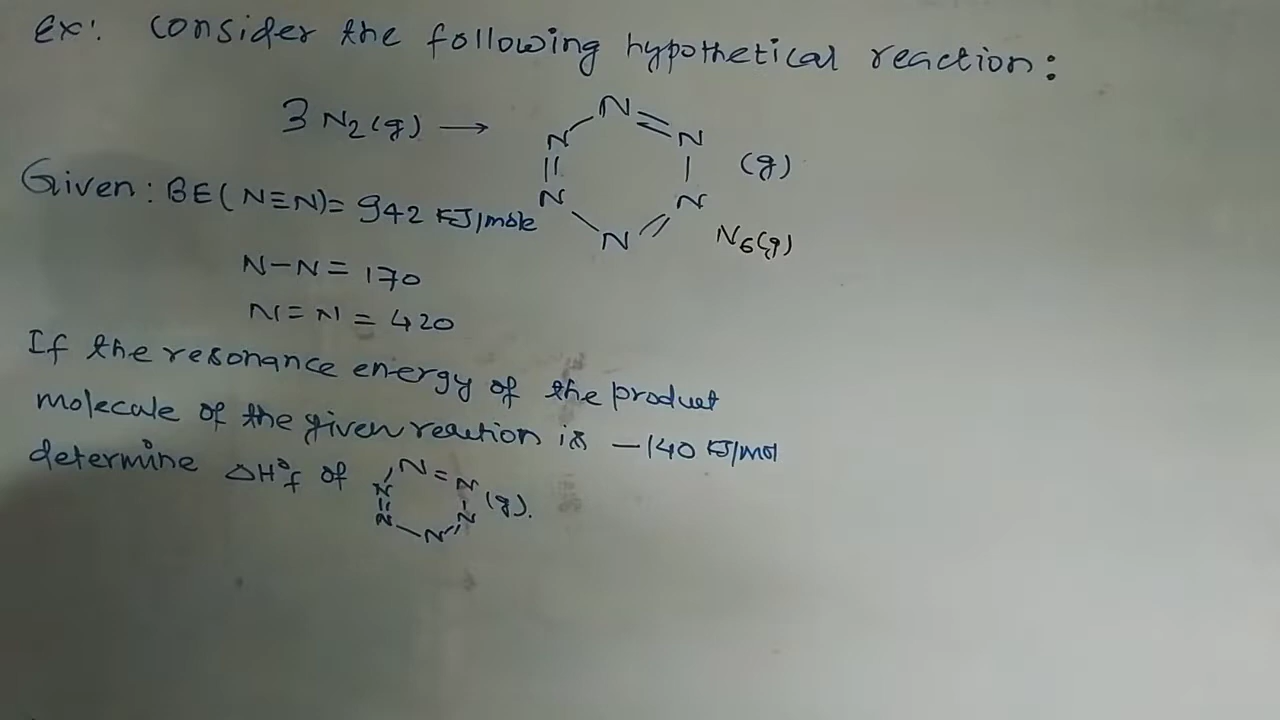 Ex: Consider the following hypothetical reaction:
3 N2(g) →
N
N N
N N
N
(g)
N6(g)
Given: BE(N≡N)= 942 KJ/mole
N−N = 170
N=N = 420
If the resonance energy of the product
molecule of the given reaction is −140 KJ/mol
determine ΔH°f of N=N N N N N (g).